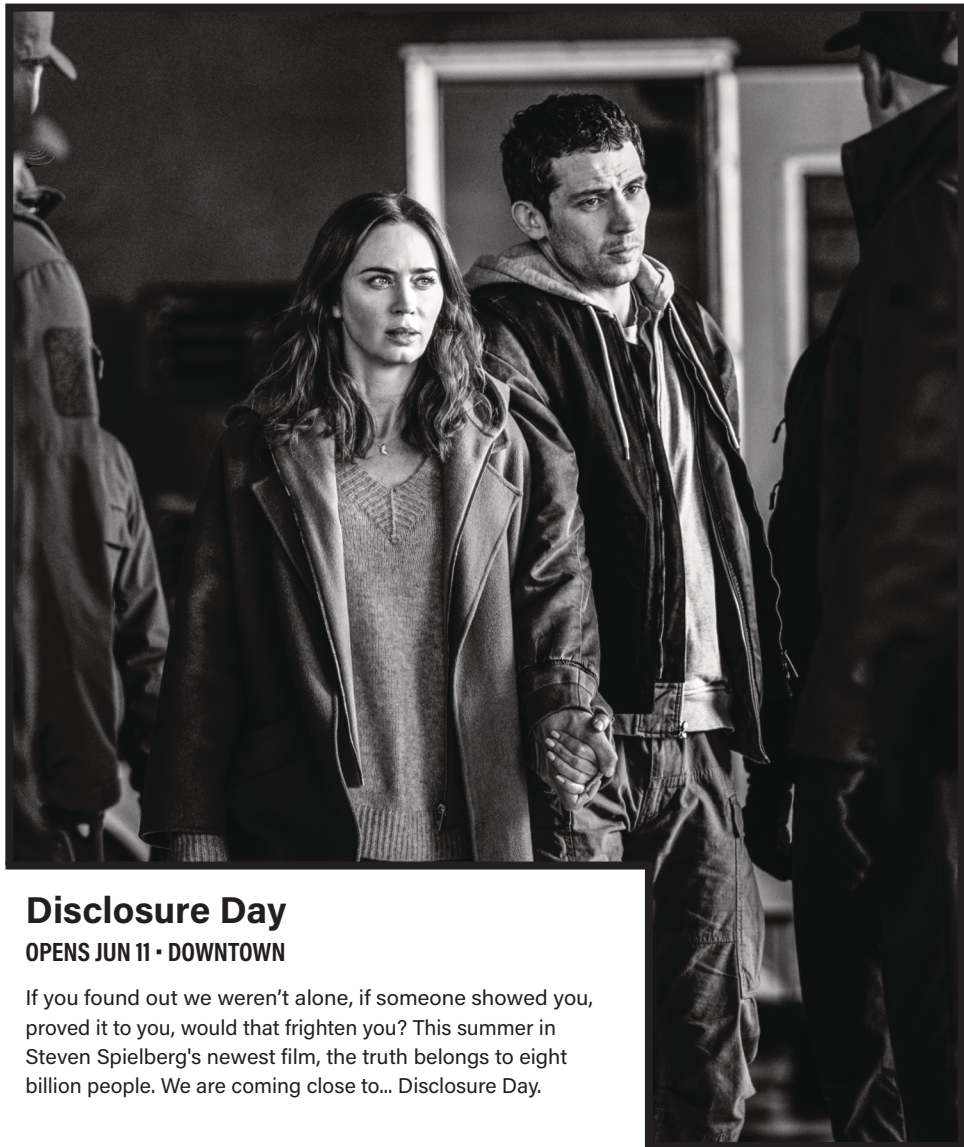 Disclosure Day
OPENS JUN 11 • DOWNTOWN
If you found out we weren’t alone, if someone showed you,
proved it to you, would that frighten you? This summer in
Steven Spielberg's newest film, the truth belongs to eight
billion people. We are coming close to... Disclosure Day.